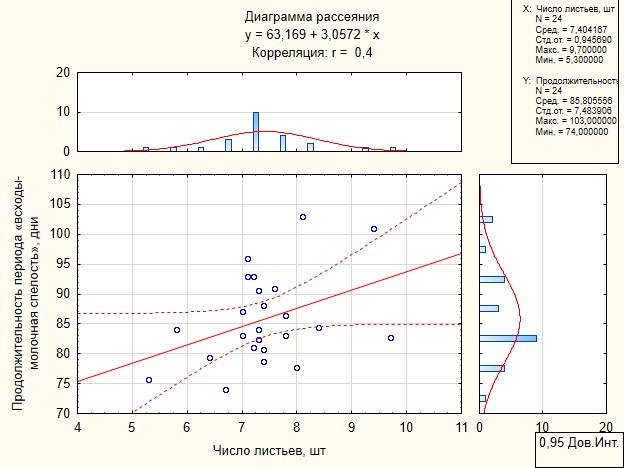 Диаграмма рассеяния
y = 63,169 + 3,0572 * x
Корреляция: r = 0,4
X: Число листьев, шт
N = 24
Сред. = 7,404167
Стд.от. = 0,945690
Макс. = 9,700000
Мин. = 5,300000
Y: Продолжительность
N = 24
Сред. = 85,805556
Стд.от. = 7,483906
Макс. = 103,000000
Мин. = 74,000000
20
10
0
110
105
100
95
90
85
80
75
70
Продолжительность периода «всходы-
молочная спелость», дни
4 5 6 7 8 9 10 11
0 10 20
Число листьев, шт
0,95 Дов.Инт.